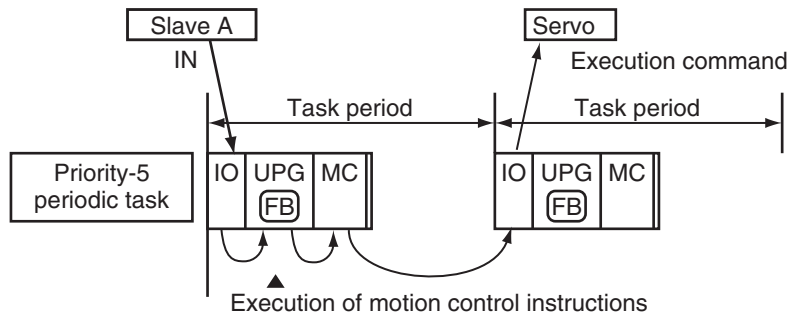 Slave A
Servo
IN
Execution command
Task period
Task period
Priority-5
periodic task
IO
UPG
FB
MC
IO
UPG
FB
MC
Execution of motion control instructions